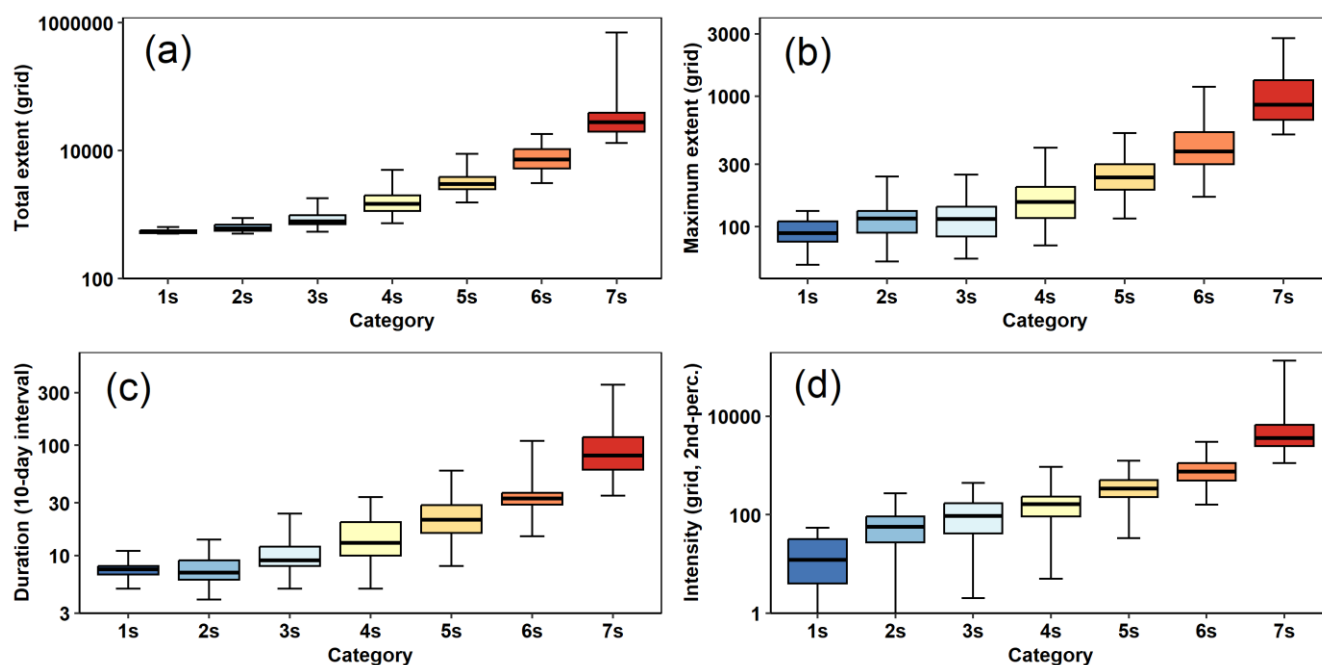 (a)
Total extent (grid)
1000000
10000
100
1s 2s 3s 4s 5s 6s 7s
Category
(b)
Maximum extent (grid)
3000
1000
300
100
1s 2s 3s 4s 5s 6s 7s
Category
(c)
Duration (10-day interval)
300
100
30
10
3
1s 2s 3s 4s 5s 6s 7s
Category
(d)
Intensity (grid, 2nd-perc.)
10000
100
1
1s 2s 3s 4s 5s 6s 7s
Category